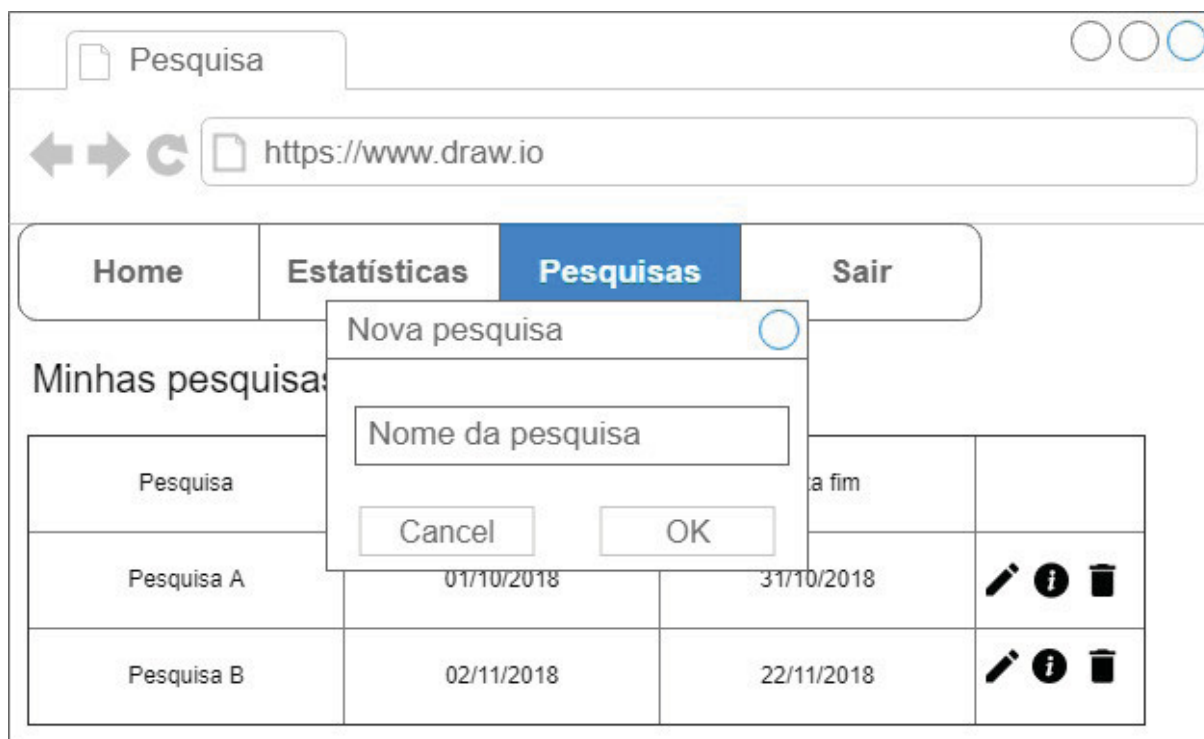 Pesquisa
https://www.draw.io
Home Estatísticas Pesquisas Sair
Nova pesquisa
Minhas pesquisas
Nome da pesquisa
Pesquisa fim
Cancel OK
Pesquisa A 01/10/2018 31/10/2018
Pesquisa B 02/11/2018 22/11/2018